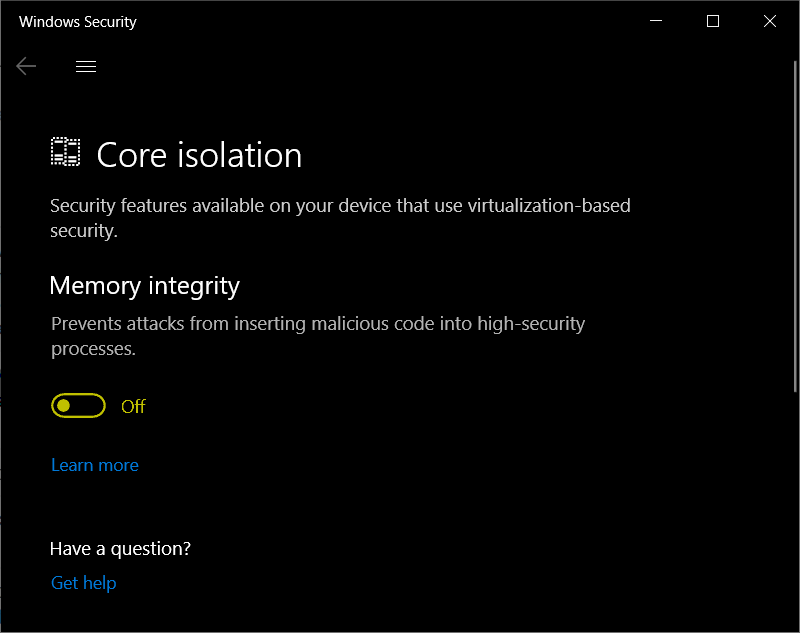 Windows Security
Core isolation
Security features available on your device that use virtualization-based
security.
Memory integrity
Prevents attacks from inserting malicious code into high-security
processes.
Off
Learn more
Have a question?
Get help